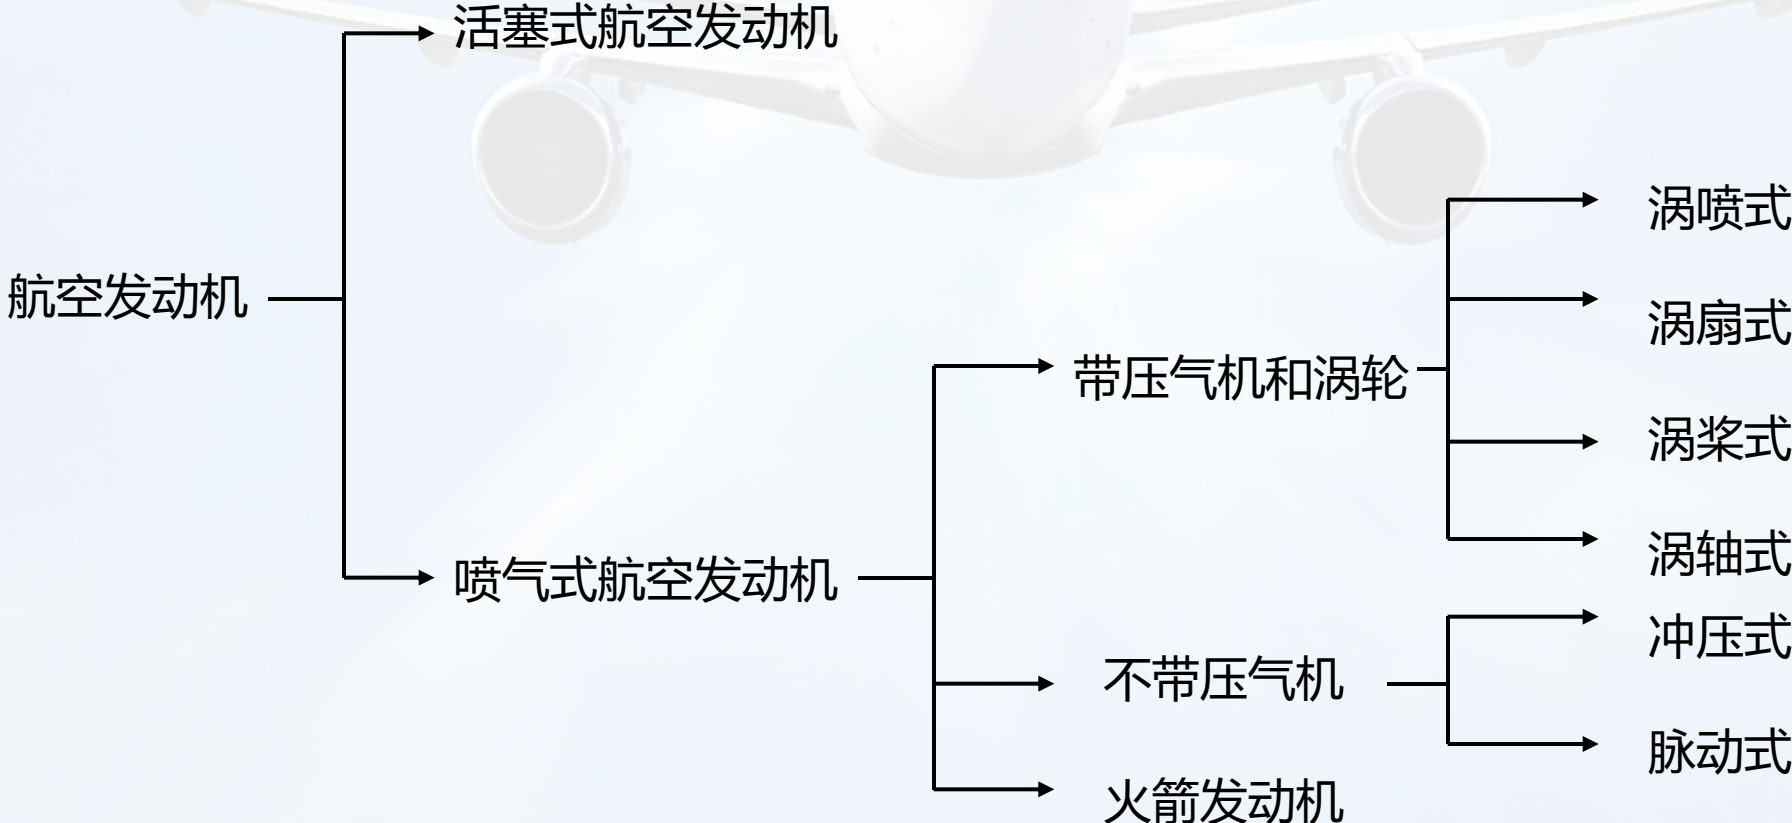 活塞式航空发动机
涡喷式
航空发动机
涡扇式
带压气机和涡轮
涡桨式
涡轴式
喷气式航空发动机
冲压式
不带压气机
脉动式
火箭发动机